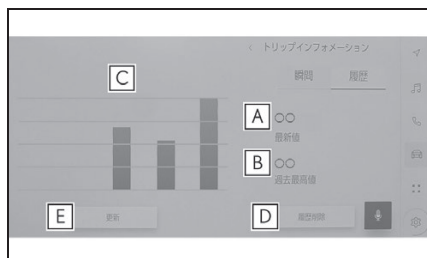 トリップインフォメーション
瞬間 履歴
C
A ○○
最新値
B ○○
過去最高値
E 更新
D 履歴削除